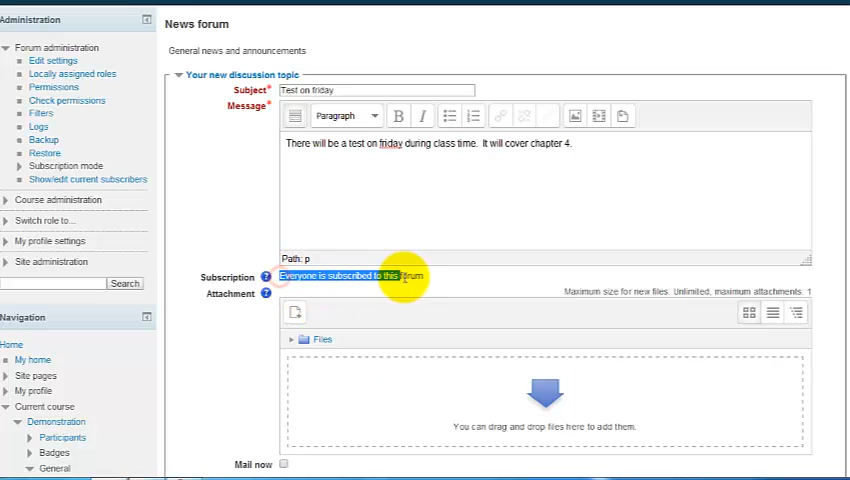 Administration
Forum administration
Edit settings
Locally assigned roles
Permissions
Check permissions
Filters
Logs
Backup
Restore
Subscription mode
Show/edit current subscribers
Course administration
Switch role to...
My profile settings
Site administration
Search
Navigation
Home
My home
Site pages
My profile
Current course
Demonstration
Participants
Badges
General
News forum
General news and announcements
Your new discussion topic
Subject* Test on friday
Message*
Paragraph B I
There will be a test on friday during class time. It will cover chapter 4.
Path: p
Subscription ? Everyone is subscribed to this forum
Attachment ? Maximum size for new files: Unlimited, maximum attachments: 1
Files
You can drag and drop files here to add them.
Mail now